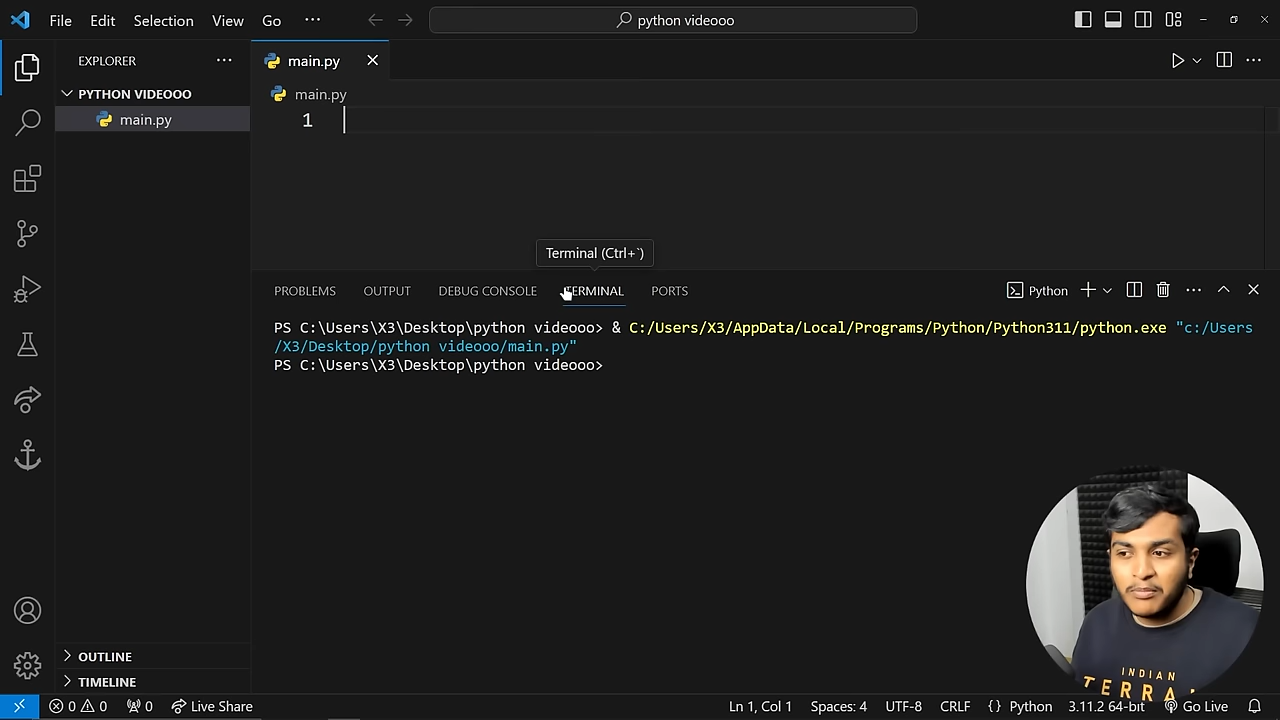 File Edit Selection View Go ···
python videooo
EXPLORER ···
main.py
PYTHON VIDEOOO
main.py
main.py
1
Terminal (Ctrl+`)
PROBLEMS OUTPUT DEBUG CONSOLE TERMINAL PORTS
Python
PS C:\Users\X3\Desktop\python videooo> & C:/Users/X3/AppData/Local/Programs/Python/Python311/python.exe "c:/Users
/X3/Desktop/python videooo/main.py"
PS C:\Users\X3\Desktop\python videooo>
INDIAN
TERRA
OUTLINE
TIMELINE
0 0 0 Live Share Ln 1, Col 1 Spaces: 4 UTF-8 CRLF {} Python 3.11.2 64-bit Go Live